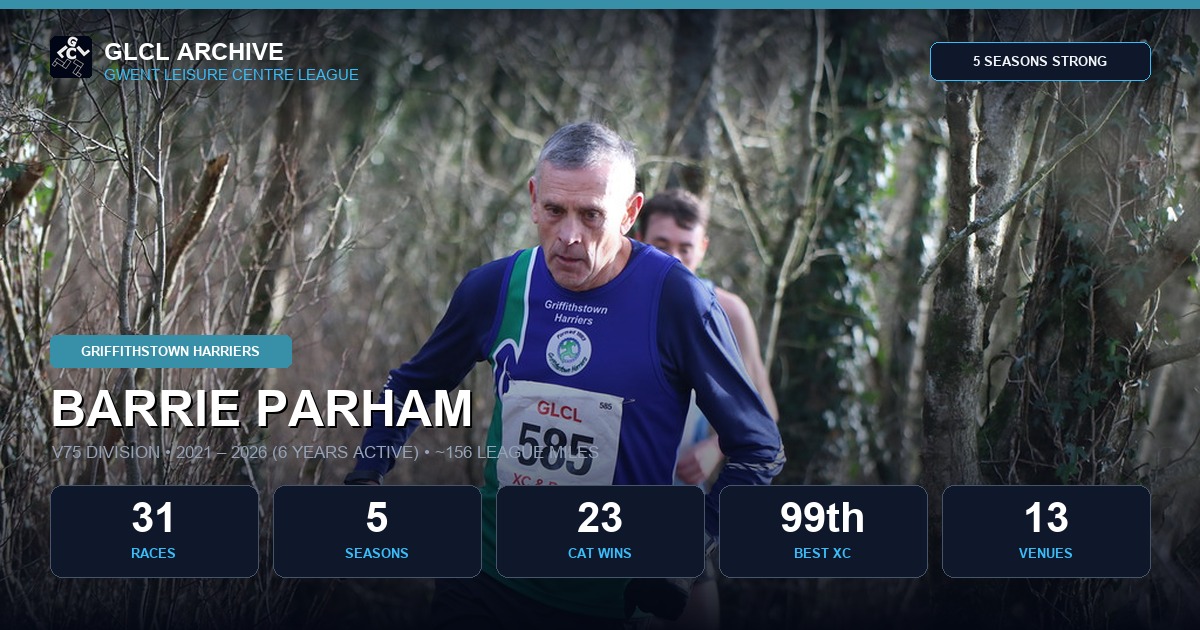 GLCL ARCHIVE
GWENT LEISURE CENTRE LEAGUE
5 SEASONS STRONG
Griffithstown
Harriers
GLCL
585
585
GRIFFITHSTOWN HARRIERS
BARRIE PARHAM
V75 DIVISION • 2021 – 2026 (6 YEARS ACTIVE) • ~156 LEAGUE MILES
31
RACES
5
SEASONS
23
CAT WINS
99th
BEST XC
13
VENUES